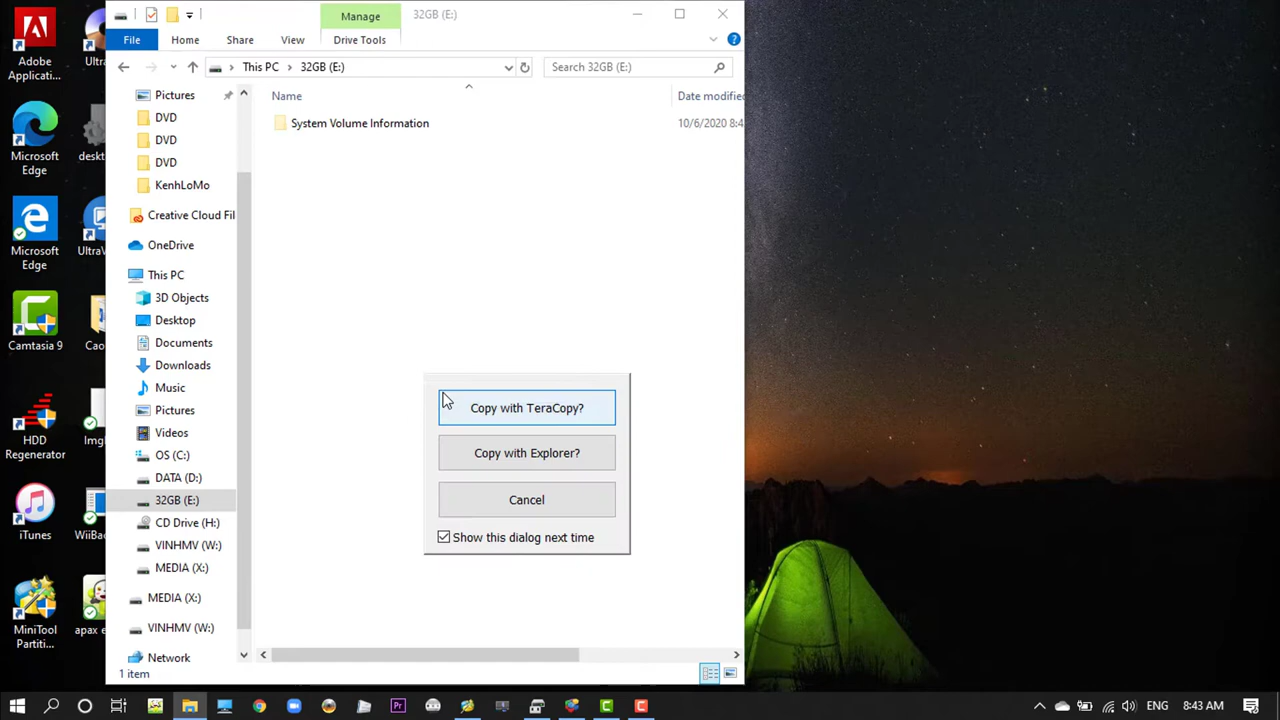 Manage
32GB (E:)
File
Home
Share
View
Drive Tools
This PC
32GB (E:)
Search 32GB (E:)
Name
Date modified
System Volume Information
10/6/2020 8:4
Pictures
DVD
DVD
DVD
KenhLoMo
Creative Cloud Fil
OneDrive
This PC
3D Objects
Desktop
Documents
Downloads
Music
Pictures
Videos
OS (C:)
DATA (D:)
32GB (E:)
CD Drive (H:)
VINHMV (W:)
MEDIA (X:)
MEDIA (X:)
VINHMV (W:)
Network
1 item
Copy with TeraCopy?
Copy with Explorer?
Cancel
Show this dialog next time
Adobe
Applicati...
Ultra
Microsoft
Edge
desk
Microsoft
Edge
UltraV
Camtasia 9
Cao
HDD
Regenerator
Img
iTunes
WiiBac
MiniTool
Partiti...
apax e
Pr
8:43 AM